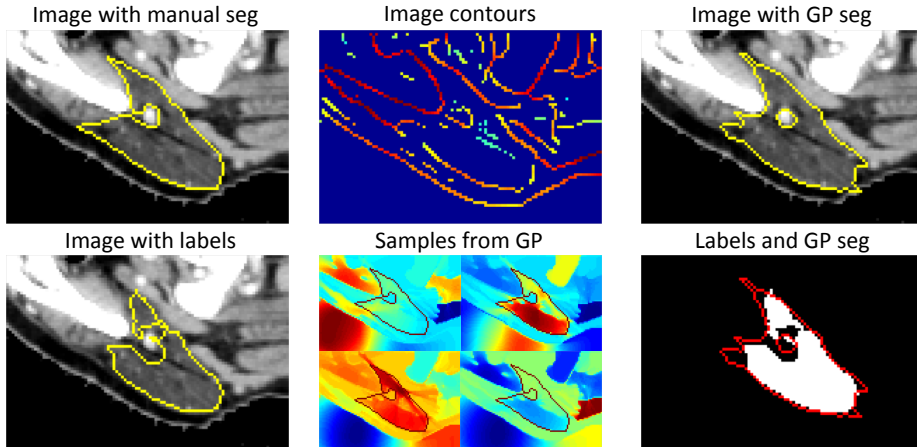 Image with manual seg
Image contours
Image with GP seg
Image with labels
Samples from GP
Labels and GP seg